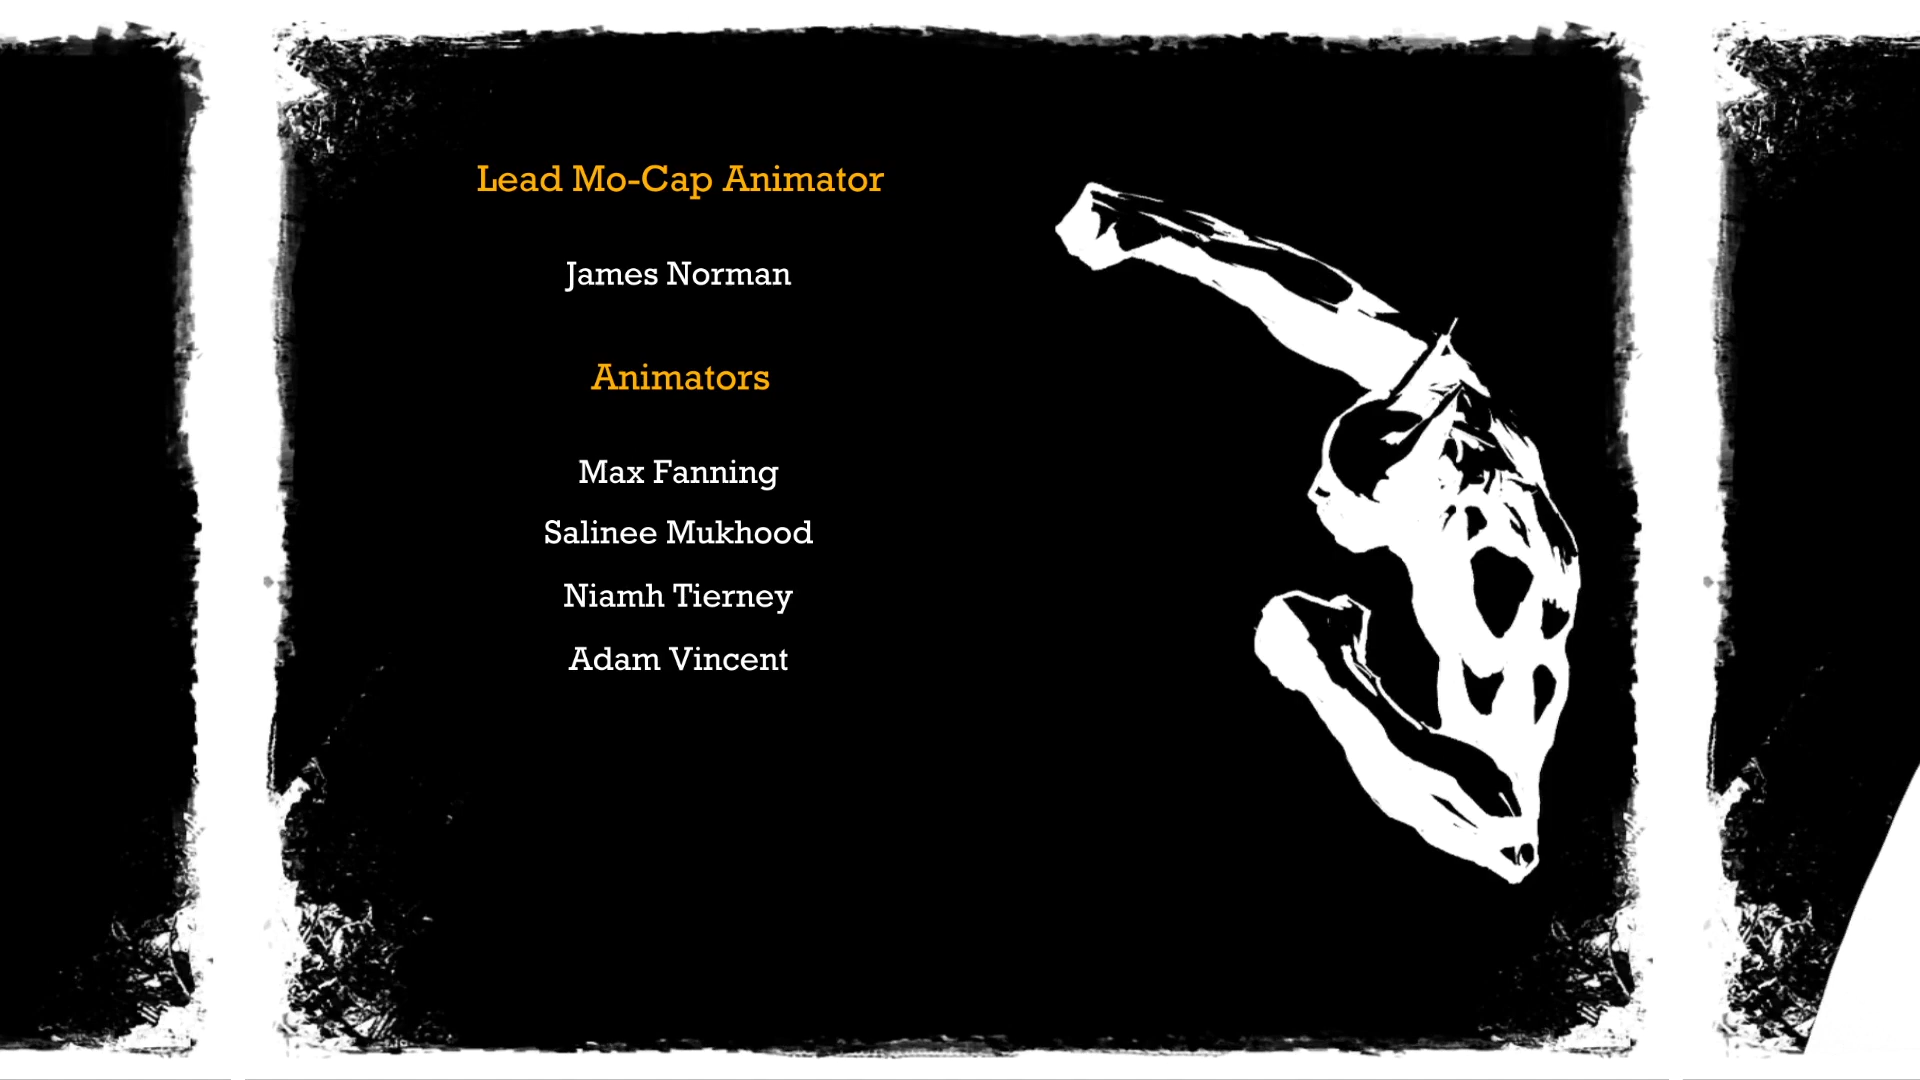 Lead Mo-Cap Animator
James Norman
Animators
Max Fanning
Salinee Mukhood
Niamh Tierney
Adam Vincent